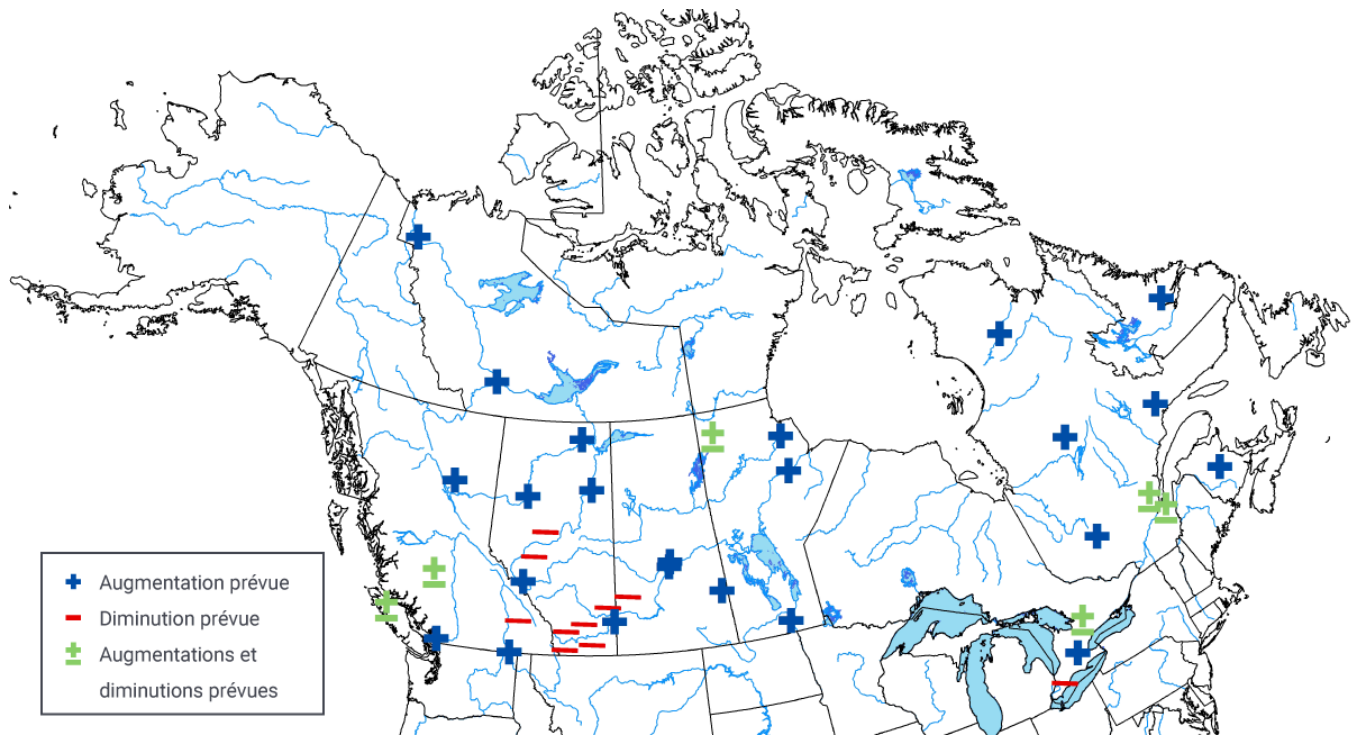 Augmentation prévue
Diminution prévue
Augmentations et
diminutions prévues